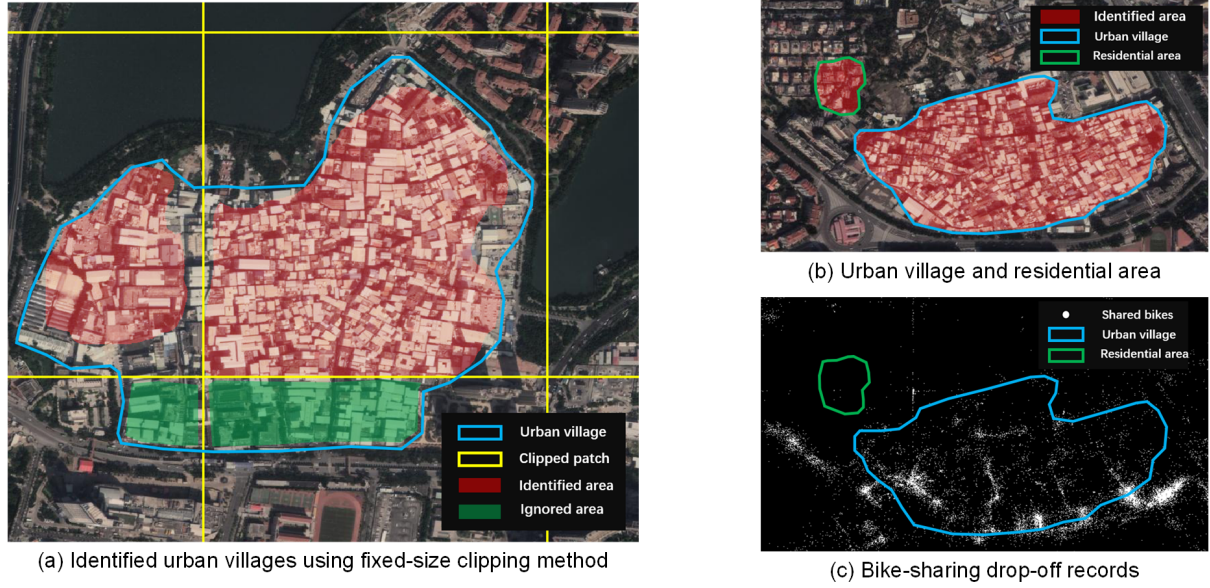 Urban village
Clipped patch
Identified area
Ignored area
(a) Identified urban villages using fixed-size clipping method
Identified area
Urban village
Residential area
(b) Urban village and residential area
Shared bikes
Urban village
Residential area
(c) Bike-sharing drop-off records